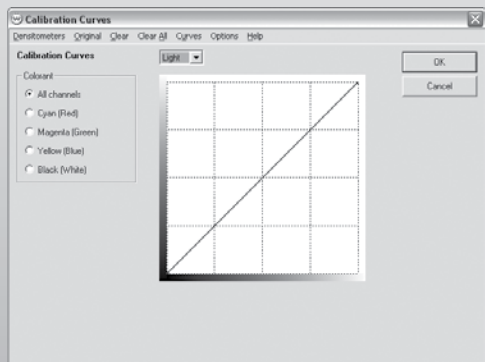 Calibration Curves
Densitometers Original Clear Clear All Curves Options Help
Calibration Curves
Light
OK
Cancel
Colorant
All channels
Cyan (Red)
Magenta (Green)
Yellow (Blue)
Black (White)